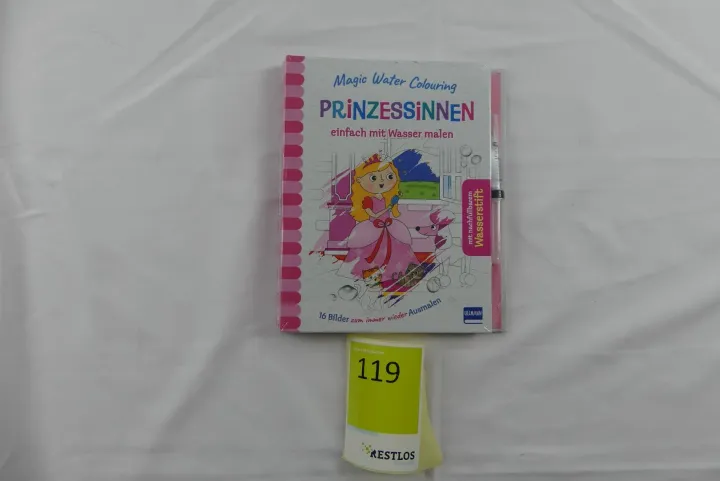 Magic Water Colouring
PRiNZESSiNNEN
einfach mit Wasser malen
mit nachfüllbarem
Wasserstift
16 Bilder zum immer wieder Ausmalen
119
RESTLOS